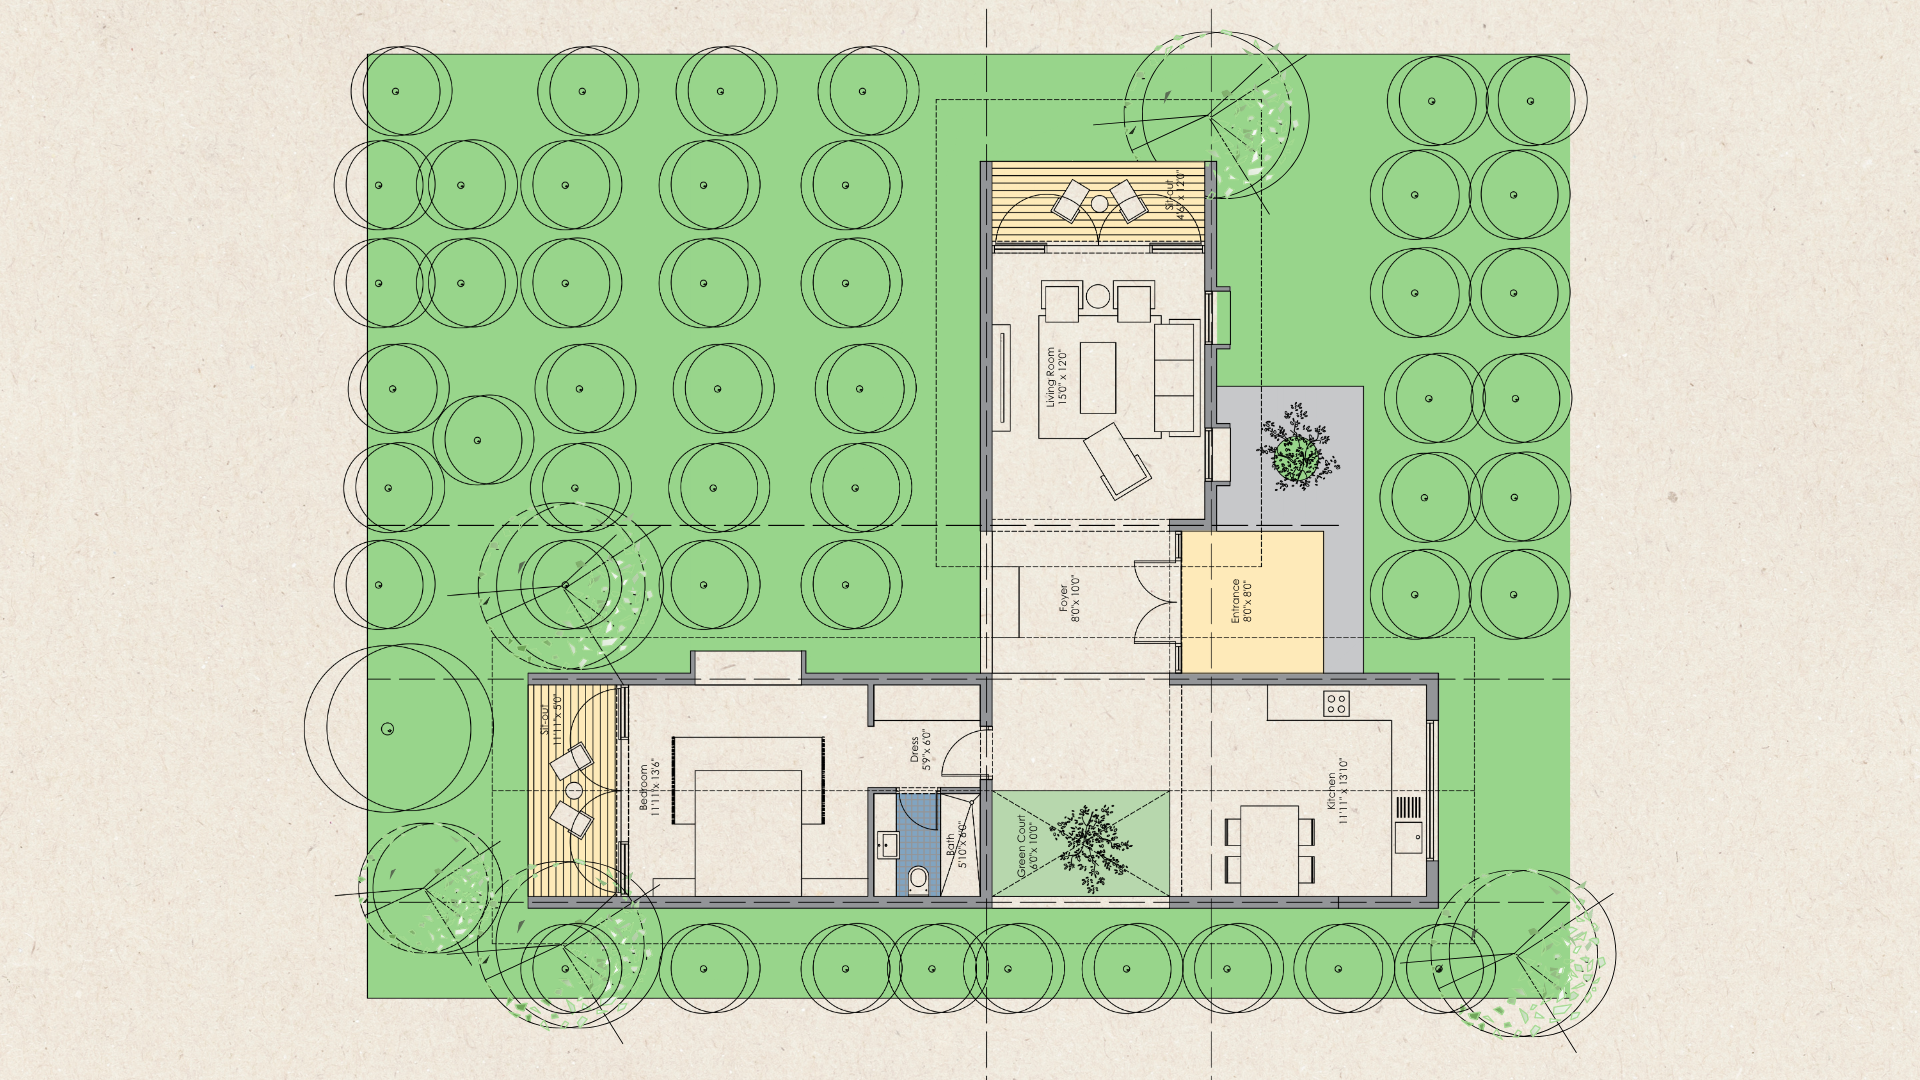 Sit-out
4'6" x 12'0"
Living Room
15'0" x 12'0"
Foyer
8'0"x 10'0"
Entrance
8'0"x 8'0"
Sit-out
11'11"x 5'0"
Bedroom
11'11"x 13'6"
Dress
5'9"x 6'0"
Bath
5'10"x 6'0"
Green Court
6'0"x 10'0"
Kitchen
11'11" x 13'10"